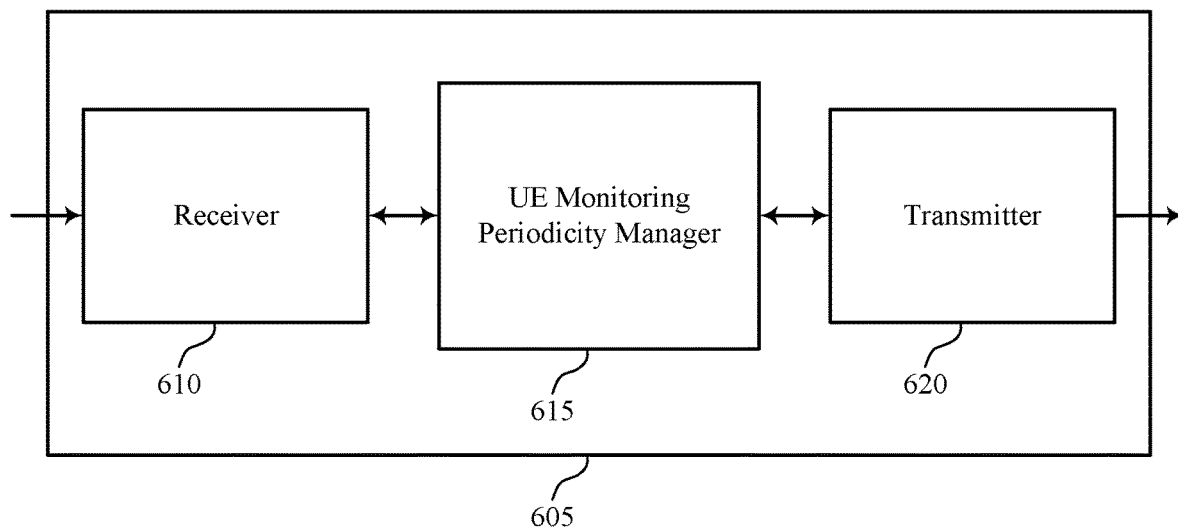 Receiver
UE Monitoring
Periodicity Manager
Transmitter
610
615
620
605